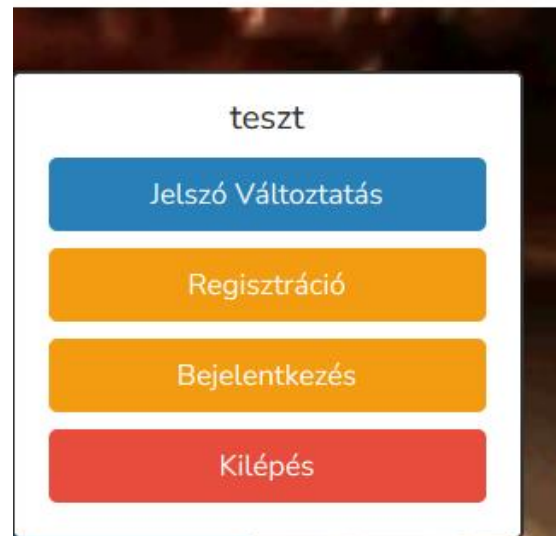 teszt
Jelszó Változtatás
Regisztráció
Bejelentkezés
Kilépés